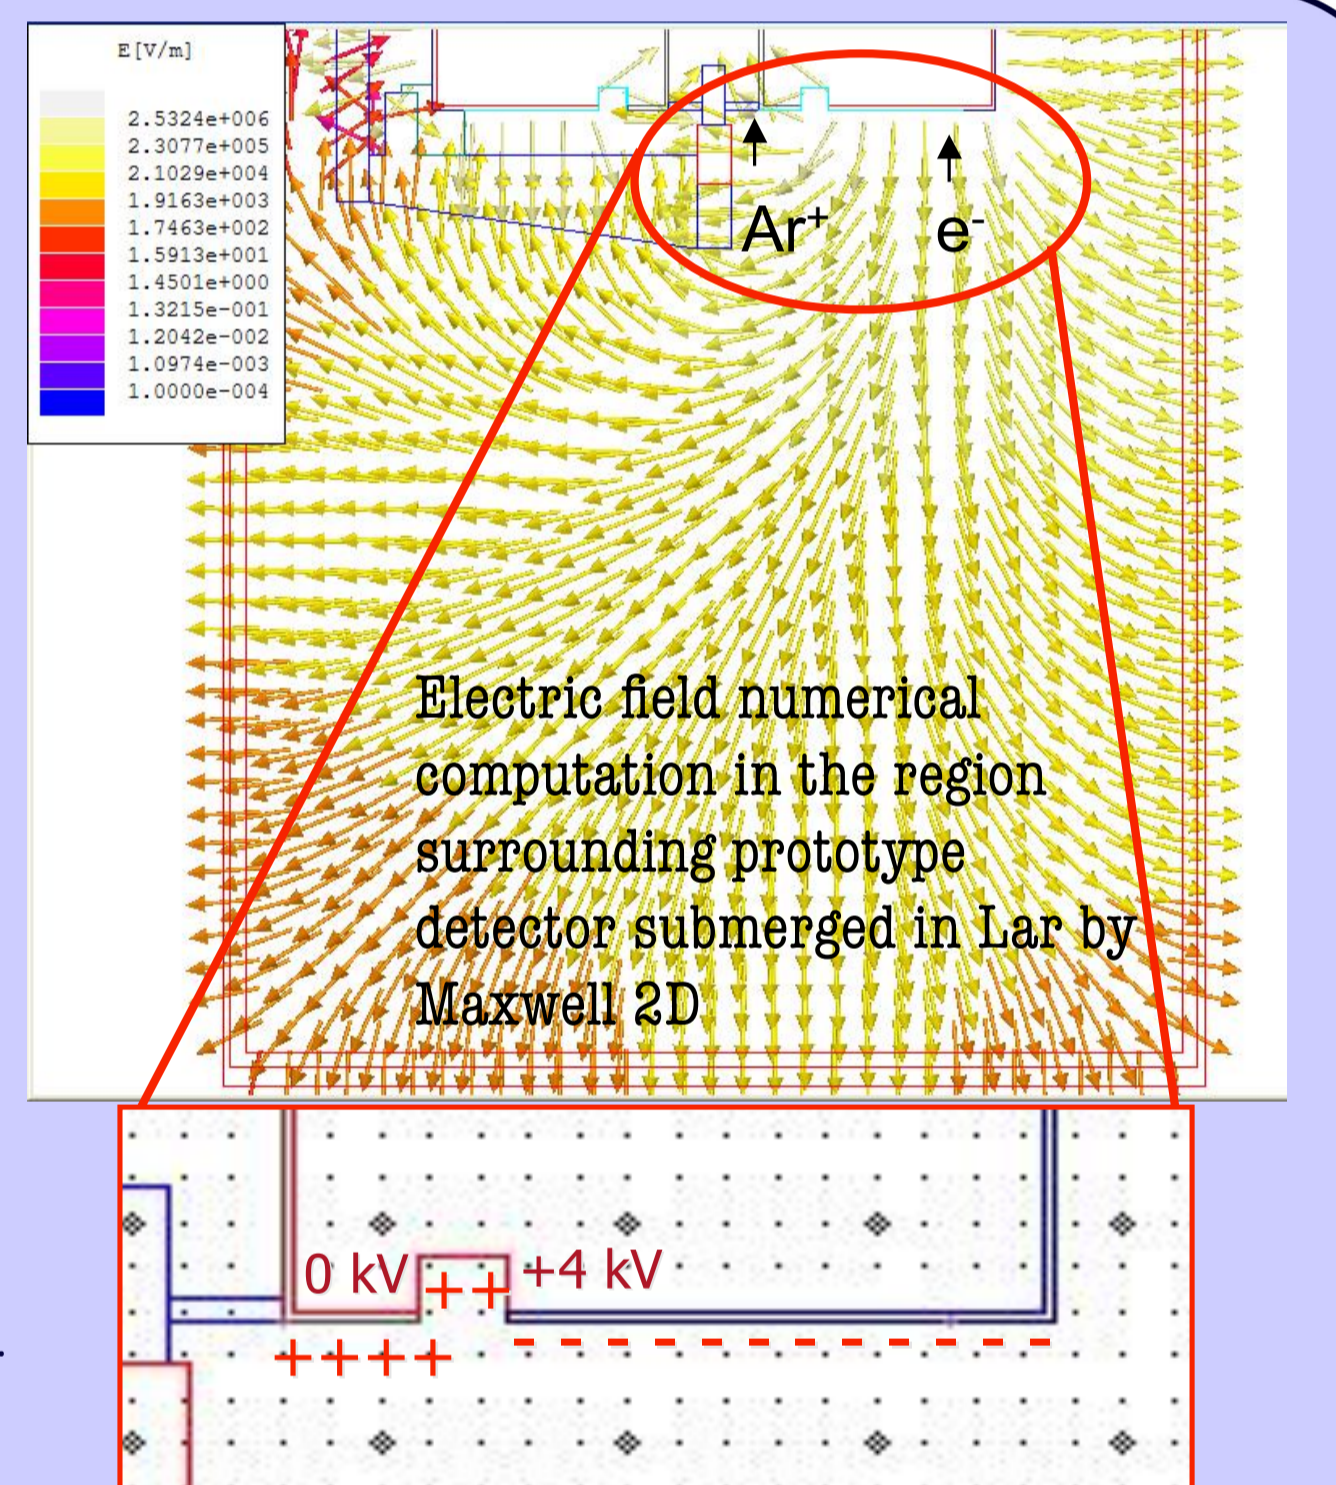 E[V/m]
2.5324e+006
2.3077e+005
2.1029e+004
1.9163e+003
1.7463e+002
1.5913e+001
1.4501e+000
1.3215e-001
1.2042e-002
1.0974e-003
1.0000e-004
Ar⁺ e⁻
Electric field numerical
computation in the region
surrounding prototype
detector submerged in Lar by
Maxwell 2D
0 kV ++ +4 kV
++++ - - - - - - - - - - - -